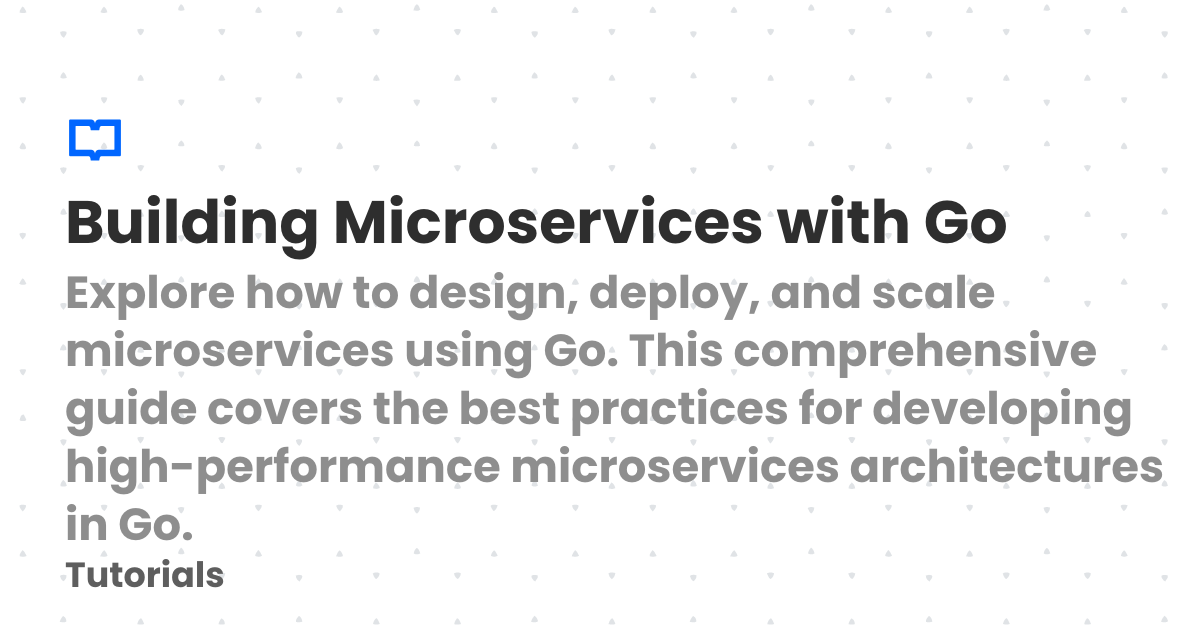 Building Microservices with Go
Explore how to design, deploy, and scale
microservices using Go. This comprehensive
guide covers the best practices for developing
high-performance microservices architectures
in Go.
Tutorials